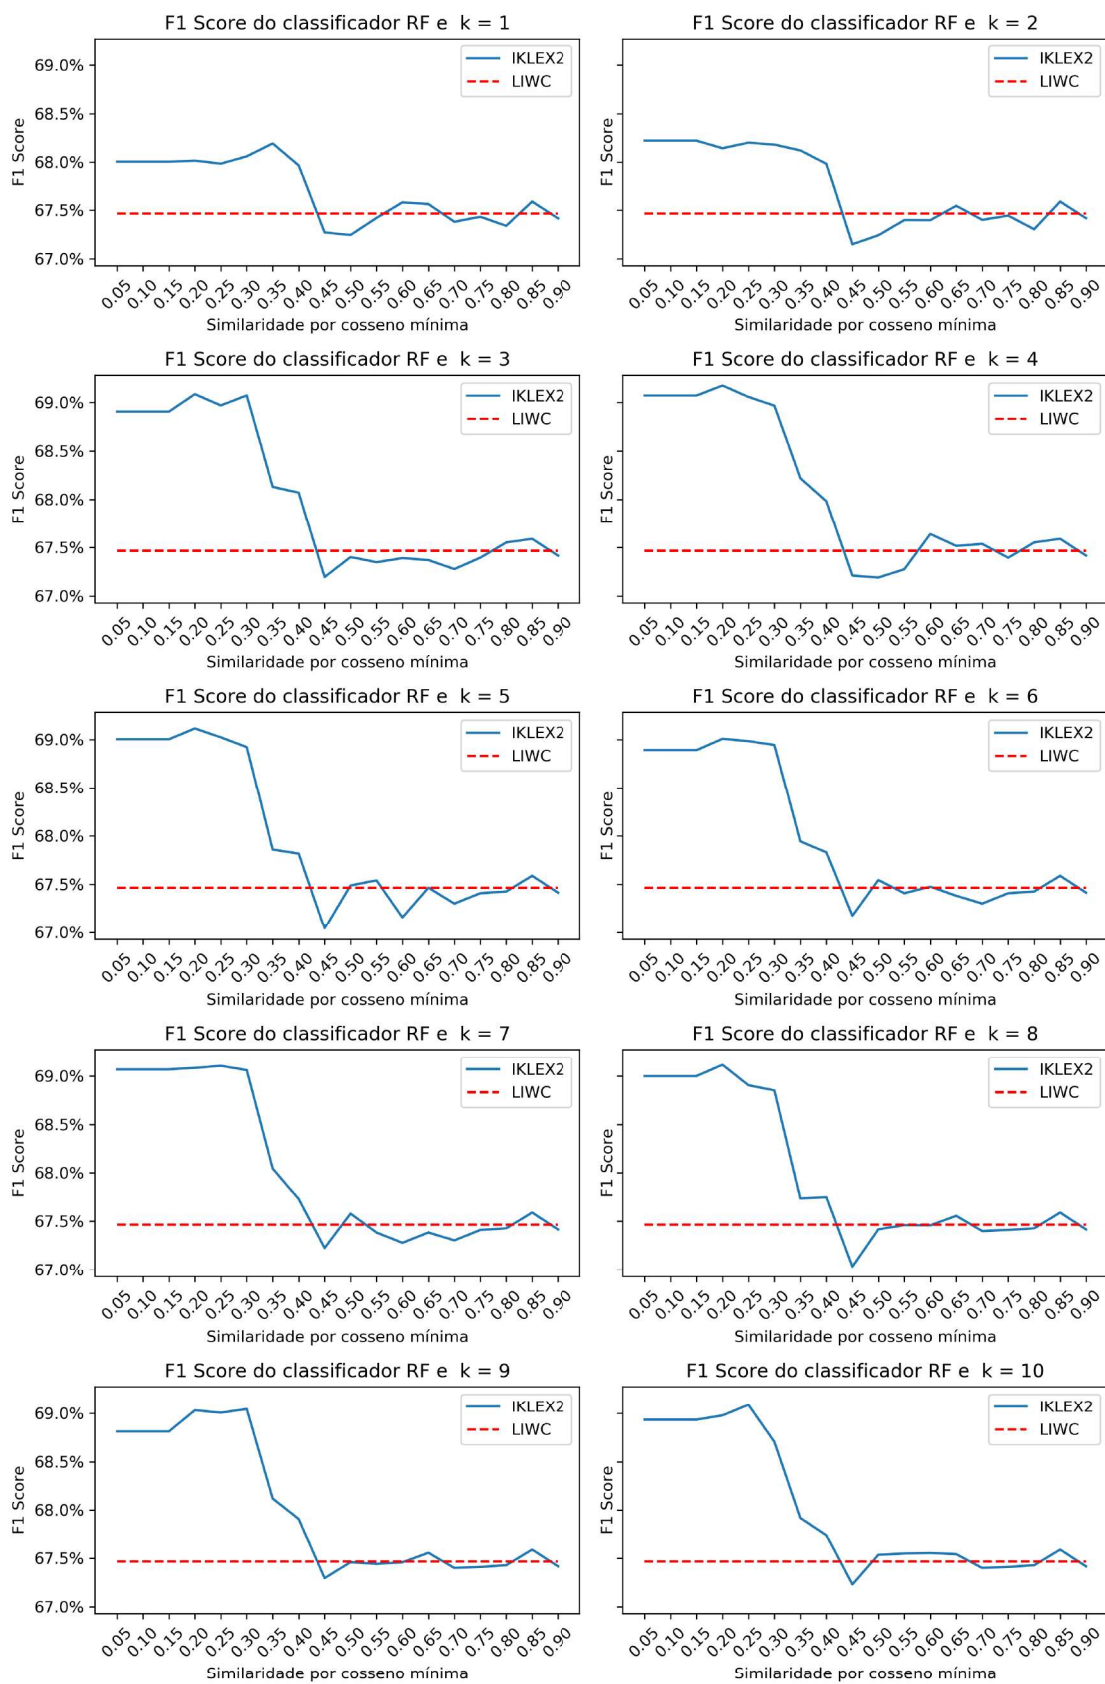 F1 Score do classificador RF e k = 1
F1 Score
69.0%
68.5%
68.0%
67.5%
67.0%
IKLEX2
LIWC
0.05 0.10 0.15 0.20 0.25 0.30 0.35 0.40 0.45 0.50 0.55 0.60 0.65 0.70 0.75 0.80 0.85 0.90
Similaridade por cosseno mínima
F1 Score do classificador RF e k = 2
F1 Score
IKLEX2
LIWC
0.05 0.10 0.15 0.20 0.25 0.30 0.35 0.40 0.45 0.50 0.55 0.60 0.65 0.70 0.75 0.80 0.85 0.90
Similaridade por cosseno mínima
F1 Score do classificador RF e k = 3
F1 Score
69.0%
68.5%
68.0%
67.5%
67.0%
IKLEX2
LIWC
0.05 0.10 0.15 0.20 0.25 0.30 0.35 0.40 0.45 0.50 0.55 0.60 0.65 0.70 0.75 0.80 0.85 0.90
Similaridade por cosseno mínima
F1 Score do classificador RF e k = 4
F1 Score
IKLEX2
LIWC
0.05 0.10 0.15 0.20 0.25 0.30 0.35 0.40 0.45 0.50 0.55 0.60 0.65 0.70 0.75 0.80 0.85 0.90
Similaridade por cosseno mínima
F1 Score do classificador RF e k = 5
F1 Score
69.0%
68.5%
68.0%
67.5%
67.0%
IKLEX2
LIWC
0.05 0.10 0.15 0.20 0.25 0.30 0.35 0.40 0.45 0.50 0.55 0.60 0.65 0.70 0.75 0.80 0.85 0.90
Similaridade por cosseno mínima
F1 Score do classificador RF e k = 6
F1 Score
IKLEX2
LIWC
0.05 0.10 0.15 0.20 0.25 0.30 0.35 0.40 0.45 0.50 0.55 0.60 0.65 0.70 0.75 0.80 0.85 0.90
Similaridade por cosseno mínima
F1 Score do classificador RF e k = 7
F1 Score
69.0%
68.5%
68.0%
67.5%
67.0%
IKLEX2
LIWC
0.05 0.10 0.15 0.20 0.25 0.30 0.35 0.40 0.45 0.50 0.55 0.60 0.65 0.70 0.75 0.80 0.85 0.90
Similaridade por cosseno mínima
F1 Score do classificador RF e k = 8
F1 Score
IKLEX2
LIWC
0.05 0.10 0.15 0.20 0.25 0.30 0.35 0.40 0.45 0.50 0.55 0.60 0.65 0.70 0.75 0.80 0.85 0.90
Similaridade por cosseno mínima
F1 Score do classificador RF e k = 9
F1 Score
69.0%
68.5%
68.0%
67.5%
67.0%
IKLEX2
LIWC
0.05 0.10 0.15 0.20 0.25 0.30 0.35 0.40 0.45 0.50 0.55 0.60 0.65 0.70 0.75 0.80 0.85 0.90
Similaridade por cosseno mínima
F1 Score do classificador RF e k = 10
F1 Score
IKLEX2
LIWC
0.05 0.10 0.15 0.20 0.25 0.30 0.35 0.40 0.45 0.50 0.55 0.60 0.65 0.70 0.75 0.80 0.85 0.90
Similaridade por cosseno mínima